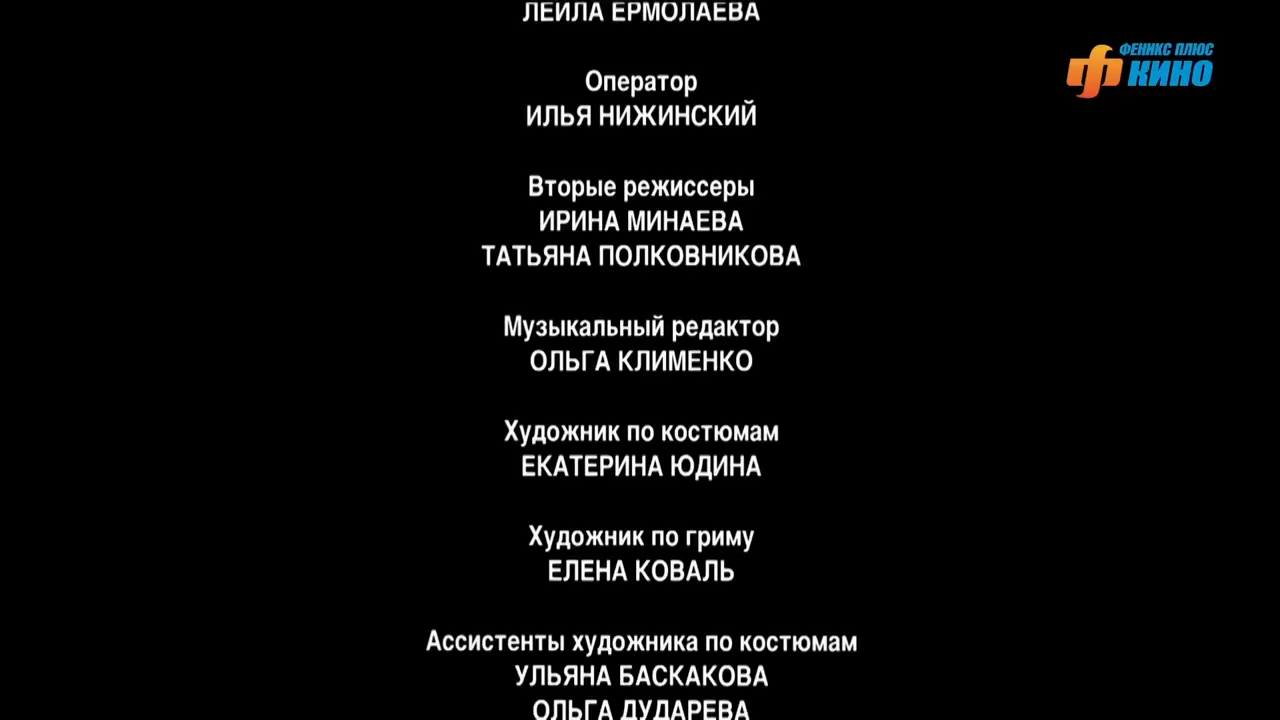 ЛЕЙЛА ЕРМОЛАЕВА
ФЕНИКС ПЛЮС
КИНО
Оператор
ИЛЬЯ НИЖИНСКИЙ
Вторые режиссеры
ИРИНА МИНАЕВА
ТАТЬЯНА ПОЛКОВНИКОВА
Музыкальный редактор
ОЛЬГА КЛИМЕНКО
Художник по костюмам
ЕКАТЕРИНА ЮДИНА
Художник по гриму
ЕЛЕНА КОВАЛЬ
Ассистенты художника по костюмам
УЛЬЯНА БАСКАКОВА
ОЛЬГА ДУДАРЕВА